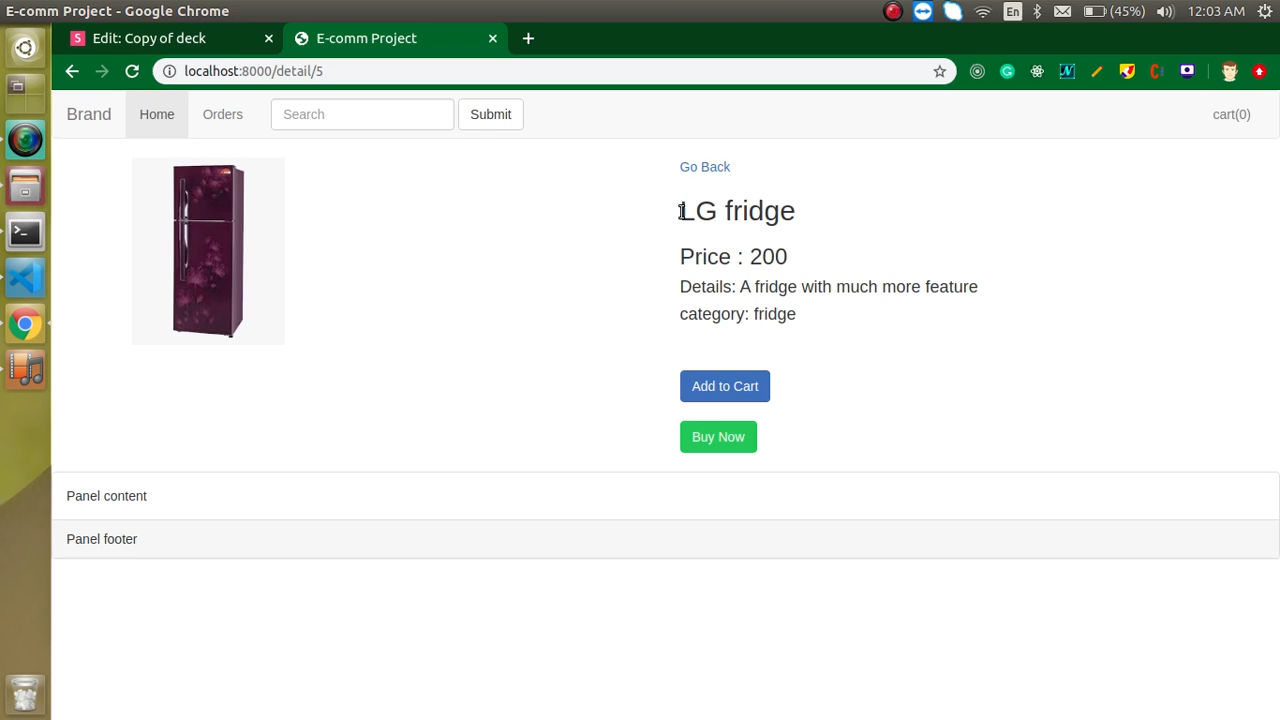 E-comm Project - Google Chrome
En
(45%)
12:03 AM
Edit: Copy of deck
E-comm Project
localhost:8000/detail/5
Brand
Home
Orders
Search
Submit
cart(0)
Go Back
LG fridge
Price : 200
Details: A fridge with much more feature
category: fridge
Add to Cart
Buy Now
Panel content
Panel footer